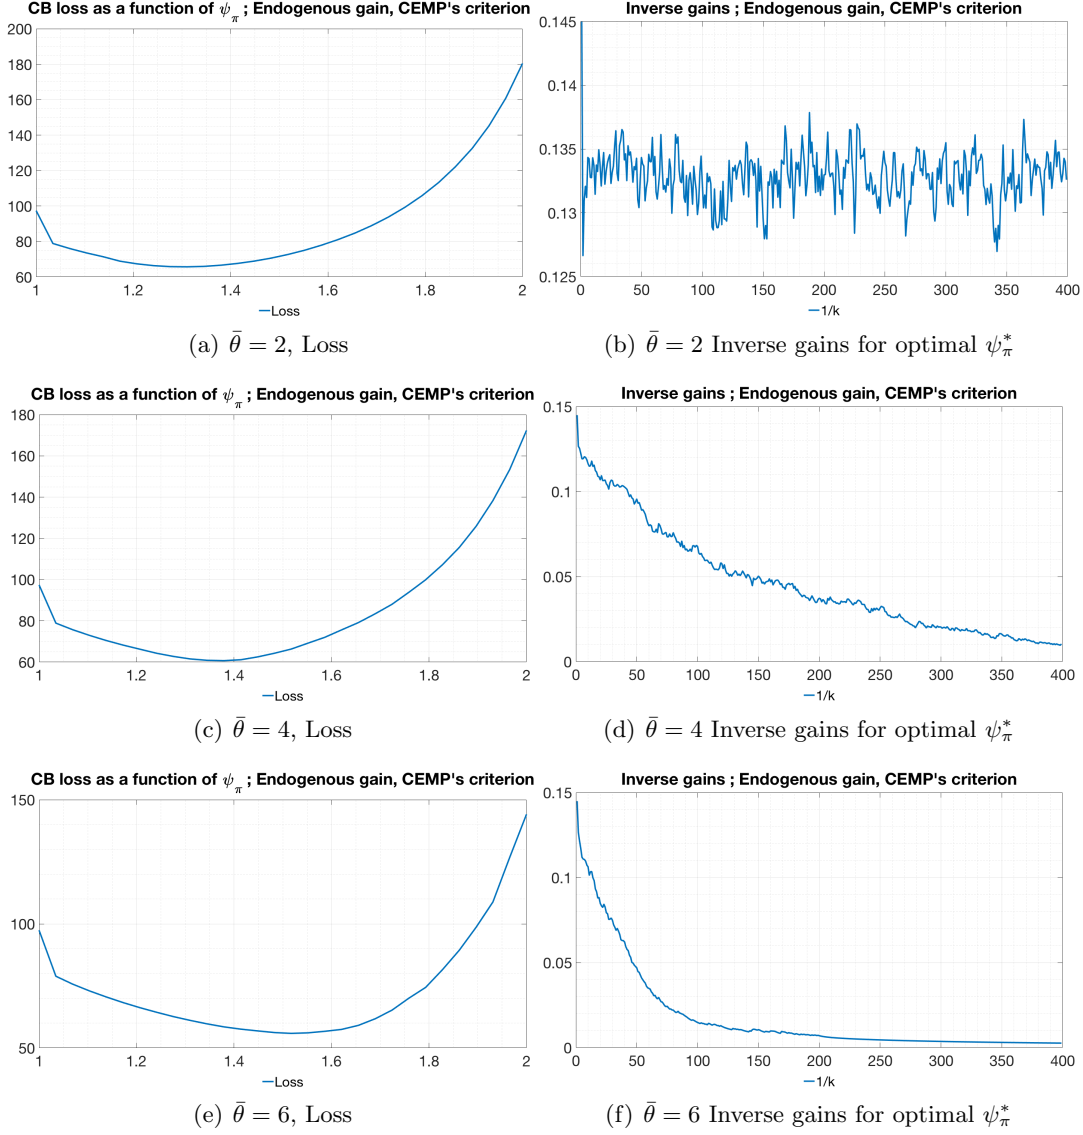 CB loss as a function of ψ_π ; Endogenous gain, CEMP's criterion
200
180
160
140
120
100
80
60
1 1.2 1.4 1.6 1.8 2
Loss
(a) θ̄ = 2, Loss
Inverse gains ; Endogenous gain, CEMP's criterion
0.145
0.14
0.135
0.13
0.125
0 50 100 150 200 250 300 350 400
1/k
(b) θ̄ = 2 Inverse gains for optimal ψ*_π
CB loss as a function of ψ_π ; Endogenous gain, CEMP's criterion
180
160
140
120
100
80
60
1 1.2 1.4 1.6 1.8 2
Loss
(c) θ̄ = 4, Loss
Inverse gains ; Endogenous gain, CEMP's criterion
0.15
0.1
0.05
0
0 50 100 150 200 250 300 350 400
1/k
(d) θ̄ = 4 Inverse gains for optimal ψ*_π
CB loss as a function of ψ_π ; Endogenous gain, CEMP's criterion
150
100
50
1 1.2 1.4 1.6 1.8 2
Loss
(e) θ̄ = 6, Loss
Inverse gains ; Endogenous gain, CEMP's criterion
0.15
0.1
0.05
0
0 50 100 150 200 250 300 350 400
1/k
(f) θ̄ = 6 Inverse gains for optimal ψ*_π